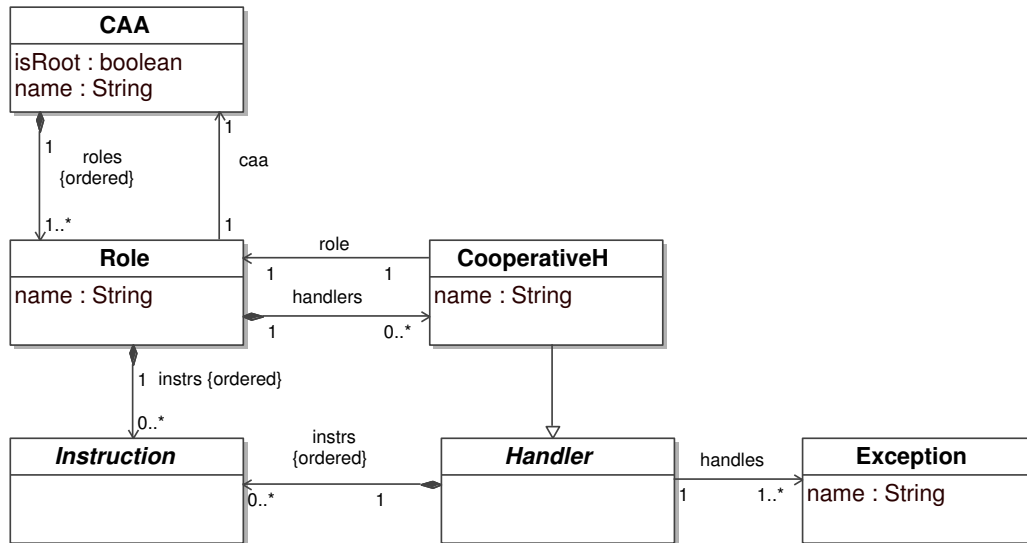 CAA
isRoot : boolean
name : String
1
1
roles
{ordered}
caa
1..*
1
Role
name : String
role
1
1
handlers
1
0..*
CooperativeH
name : String
1
instrs {ordered}
0..*
Instruction
instrs
{ordered}
0..*
1
Handler
handles
1
1..*
Exception
name : String